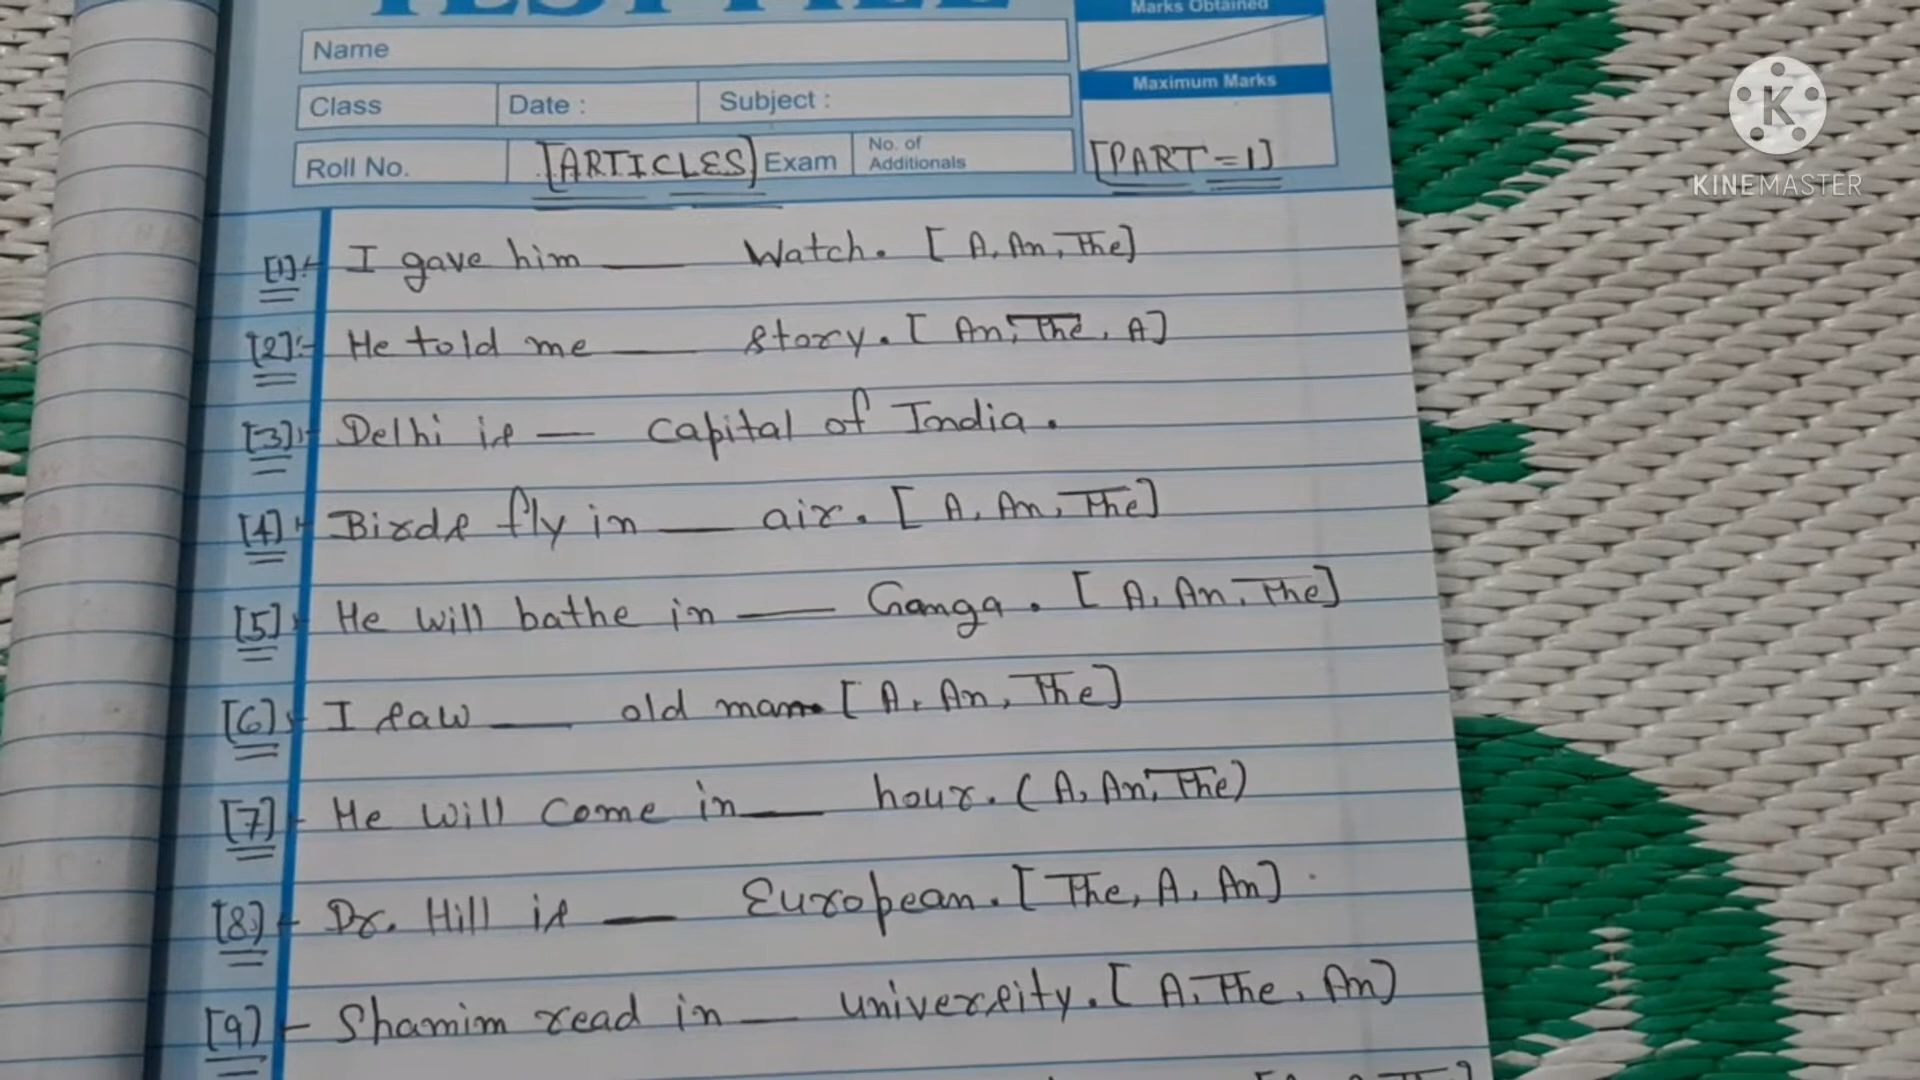 Marks Obtained
Name
Maximum Marks
Class Date : Subject :
Roll No. [ARTICLES] Exam No. of Additionals [PART=1]
K
KINEMASTER
[1]:- I gave him ___ Watch. [A, An, The]
[2]:- He told me ___ story. [An, The, A]
[3]:- Delhi is — capital of India.
[4]:- Birds fly in ___ air. [A, An, The]
[5]:- He will bathe in ___ Ganga. [A, An, The]
[6]:- I saw ___ old man [A, An, The]
[7]- He will come in ___ hour. (A, An, The)
[8]- Dr. Hill is ___ European. [The, A, An]
[9]- Shamim read in ___ university. [A, The, An]